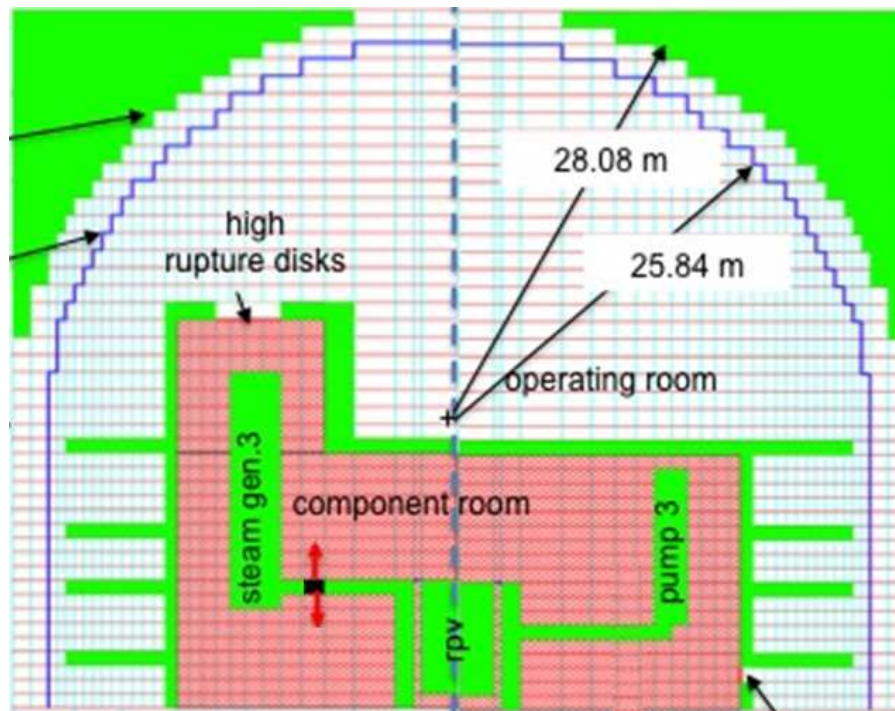 28.08 m
high
rupture disks
25.84 m
operating room
steam gen.3
component room
pump 3
rpv